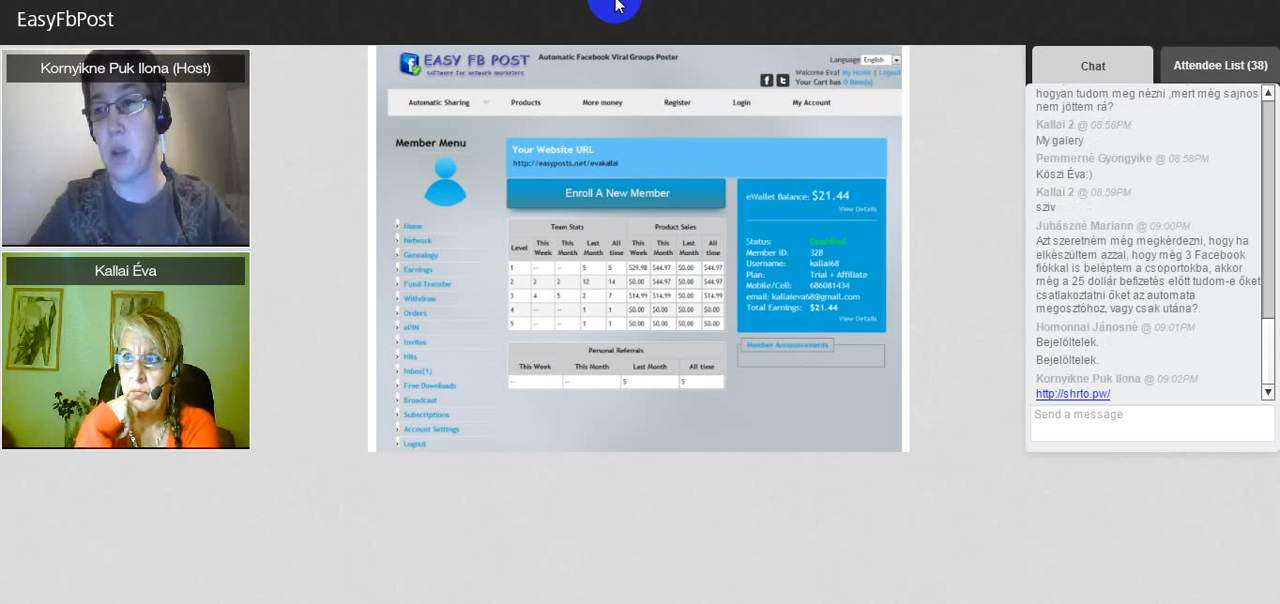 EasyFbPost
Kornyikne Puk Ilona (Host)
Kallai Éva
EASY FB POST
software for network marketers
Automatic Facebook Viral Groups Poster
Language English
Welcome Eva! My Home | Logout
Your Cart has 0 item(s)
Automatic Sharing Products More money Register Login My Account
Member Menu
Home
Network
Genealogy
Earnings
Fund Transfer
Withdraw
Orders
ePIN
Invites
Hits
Inbox(1)
Free Downloads
Broadcast
Subscriptions
Account Settings
Logout
Your Website URL
http://easyposts.net/evakallai
Enroll A New Member
Team Stats Product Sales
Level This Week This Month Last Month All time This Week This Month Last Month All time
1 -- -- 5 5 $29.98 $44.97 $0.00 $44.97
2 2 2 12 14 $0.00 $44.97 $0.00 $44.97
3 4 5 2 7 $14.99 $14.99 $0.00 $14.99
4 -- -- 1 1 $0.00 $0.00 $0.00 $0.00
5 -- -- 1 1 $0.00 $0.00 $0.00 $0.00
Personal Referrals
This Week This Month Last Month All time
-- -- 5 5
eWallet Balance: $21.44
View Details
Status:
Member ID: 328
Username: kallai68
Plan: Trial + Affiliate
Mobile/Cell: 686081434
email: kallaieva68@gmail.com
Total Earnings: $21.44
View Details
Member Announcements
Chat
Attendee List (38)
hogyan tudom meg nézni ,mert még sajnos
nem jöttem rá?
Kallai 2 @ 08:58PM
My galery
Pemmerné Gyöngyike @ 08:58PM
Köszi Éva:)
Kallai 2 @ 08:59PM
sziv
Juhászné Mariann @ 09:00PM
Azt szeretném még megkérdezni, hogy ha
elkészültem azzal, hogy még 3 Facebook
fiókkal is beléptem a csoportokba, akkor
még a 25 dollár befizetés előtt tudom-e őket
csatlakoztatni őket az automata
megosztóhoz, vagy csak utána?
Homonnai Jánosné @ 09:01PM
Bejelöltelek.
Bejelöltelek.
Kornyikne Puk Ilona @ 09:02PM
http://shrto.pw/
Send a message